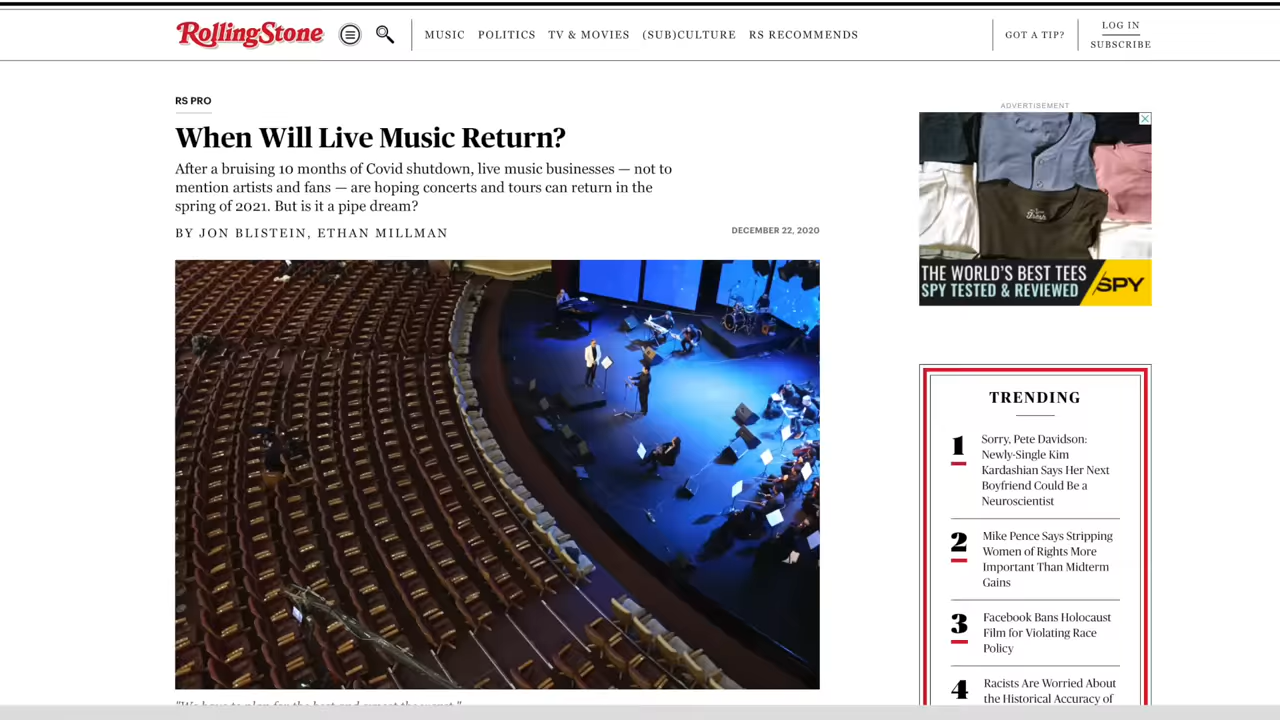 RollingStone
MUSIC POLITICS TV & MOVIES (SUB)CULTURE RS RECOMMENDS
GOT A TIP?
LOG IN
SUBSCRIBE
RS PRO
When Will Live Music Return?
After a bruising 10 months of Covid shutdown, live music businesses — not to
mention artists and fans — are hoping concerts and tours can return in the
spring of 2021. But is it a pipe dream?
BY JON BLISTEIN, ETHAN MILLMAN
DECEMBER 22, 2020
ADVERTISEMENT
THE WORLD'S BEST TEES
SPY TESTED & REVIEWED
SPY
TRENDING
1
Sorry, Pete Davidson:
Newly-Single Kim
Kardashian Says Her Next
Boyfriend Could Be a
Neuroscientist
2
Mike Pence Says Stripping
Women of Rights More
Important Than Midterm
Gains
3
Facebook Bans Holocaust
Film for Violating Race
Policy
4
Racists Are Worried About
the Historical Accuracy of